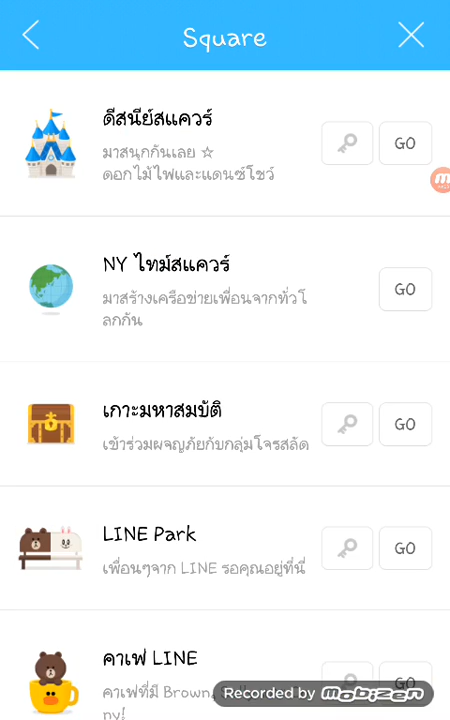 Square
ดีสนีย์สแควร์
มาสนุกกันเลย ☆
ดอกไม้ไฟและแดนซ์โชว์
GO
NY ไทม์สแควร์
มาสร้างเครือข่ายเพื่อนจากทั่วโ
ลกกัน
GO
เกาะมหาสมบัติ
เข้าร่วมผจญภัยกับกลุ่มโจรสลัด
GO
LINE Park
เพื่อนๆจาก LINE รอคุณอยู่ที่นี่
GO
คาเฟ่ LINE
คาเฟ่ที่มี Brown,
ny!
GO
Recorded by mobizen